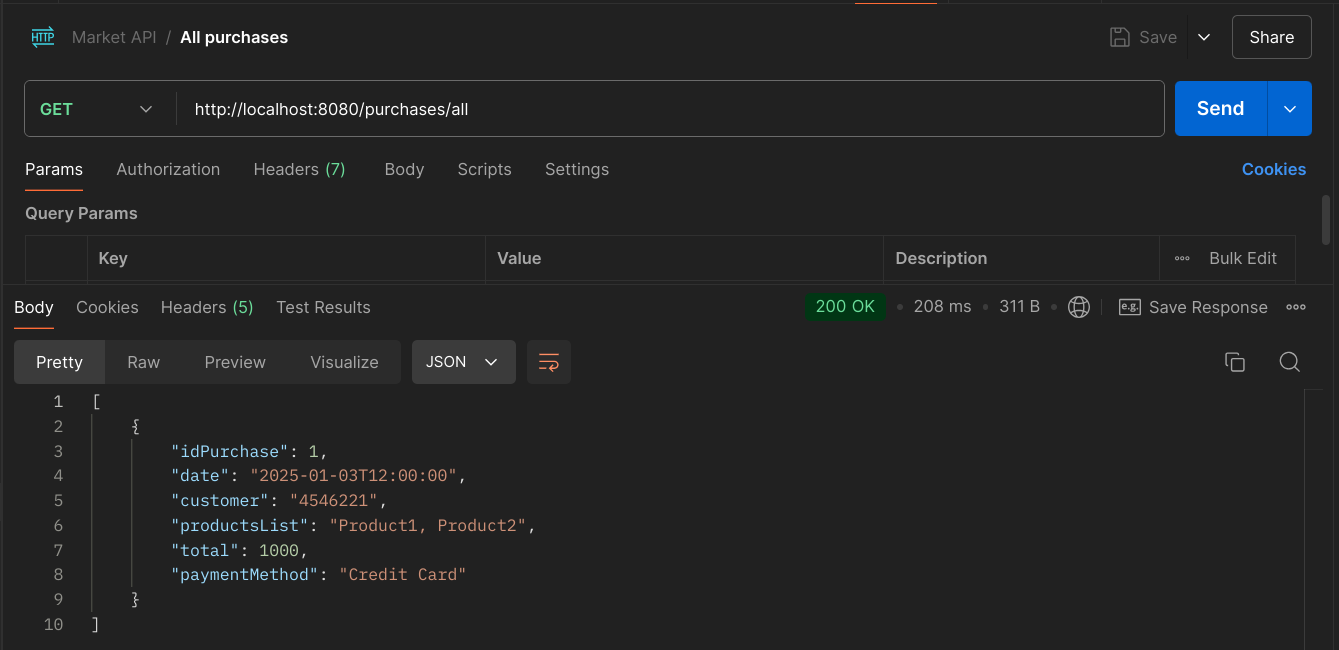 HTTP Market API / All purchases Save Share
GET http://localhost:8080/purchases/all Send
Params Authorization Headers (7) Body Scripts Settings Cookies
Query Params
Key Value Description Bulk Edit
Body Cookies Headers (5) Test Results 200 OK • 208 ms • 311 B • e.g. Save Response
Pretty Raw Preview Visualize JSON
1 [
2 {
3 "idPurchase": 1,
4 "date": "2025-01-03T12:00:00",
5 "customer": "4546221",
6 "productsList": "Product1, Product2",
7 "total": 1000,
8 "paymentMethod": "Credit Card"
9 }
10 ]